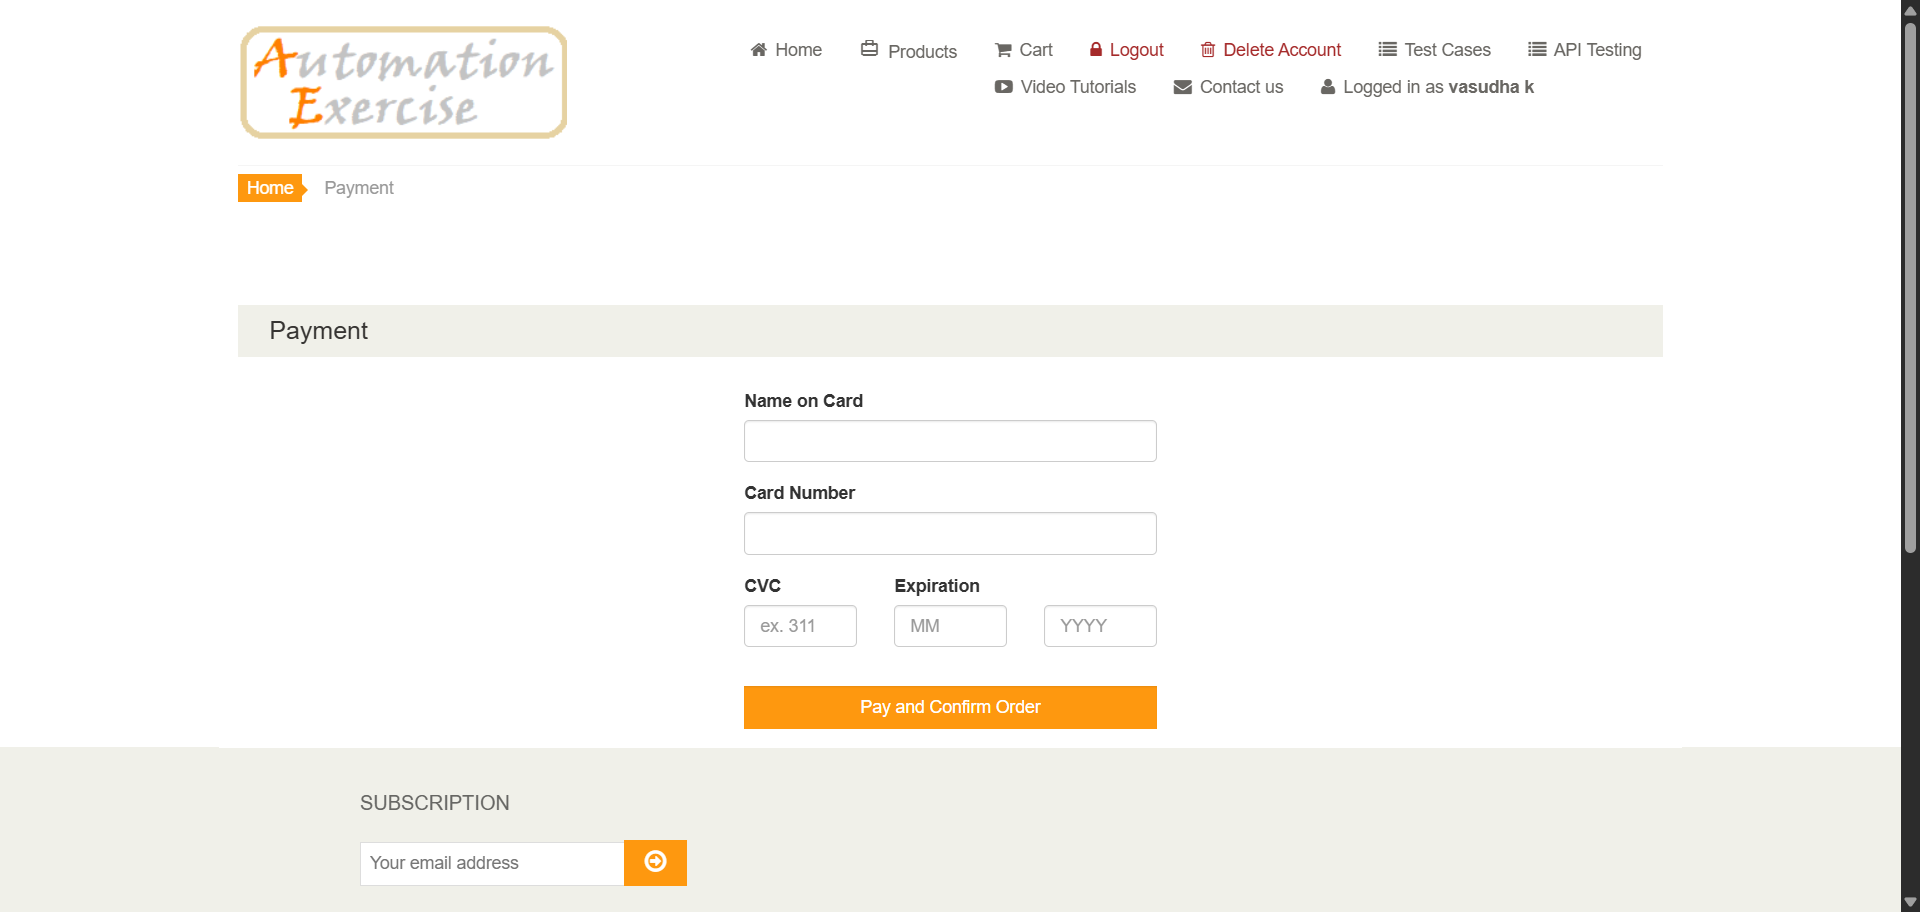 Automation
Exercise
Home Products Cart Logout Delete Account Test Cases API Testing
Video Tutorials Contact us Logged in as vasudha k
Home Payment
Payment
Name on Card
Card Number
CVC Expiration
ex. 311 MM YYYY
Pay and Confirm Order
SUBSCRIPTION
Your email address